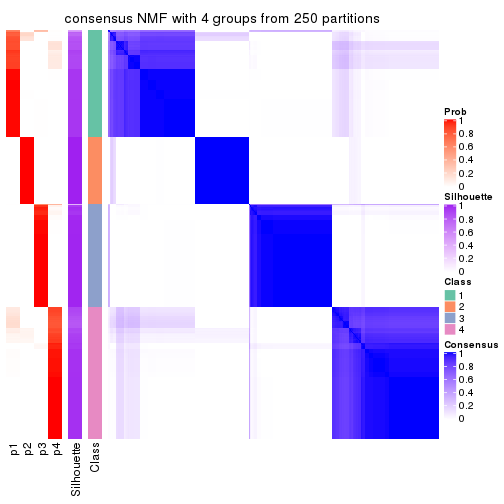 consensus NMF with 4 groups from 250 partitions
Prob
1
0.8
0.6
0.4
0.2
0
Silhouette
1
0.8
0.6
0.4
0.2
0
Class
1
2
3
4
Consensus
1
0.8
0.6
0.4
0.2
0
p1
p2
p3
p4
Silhouette
Class